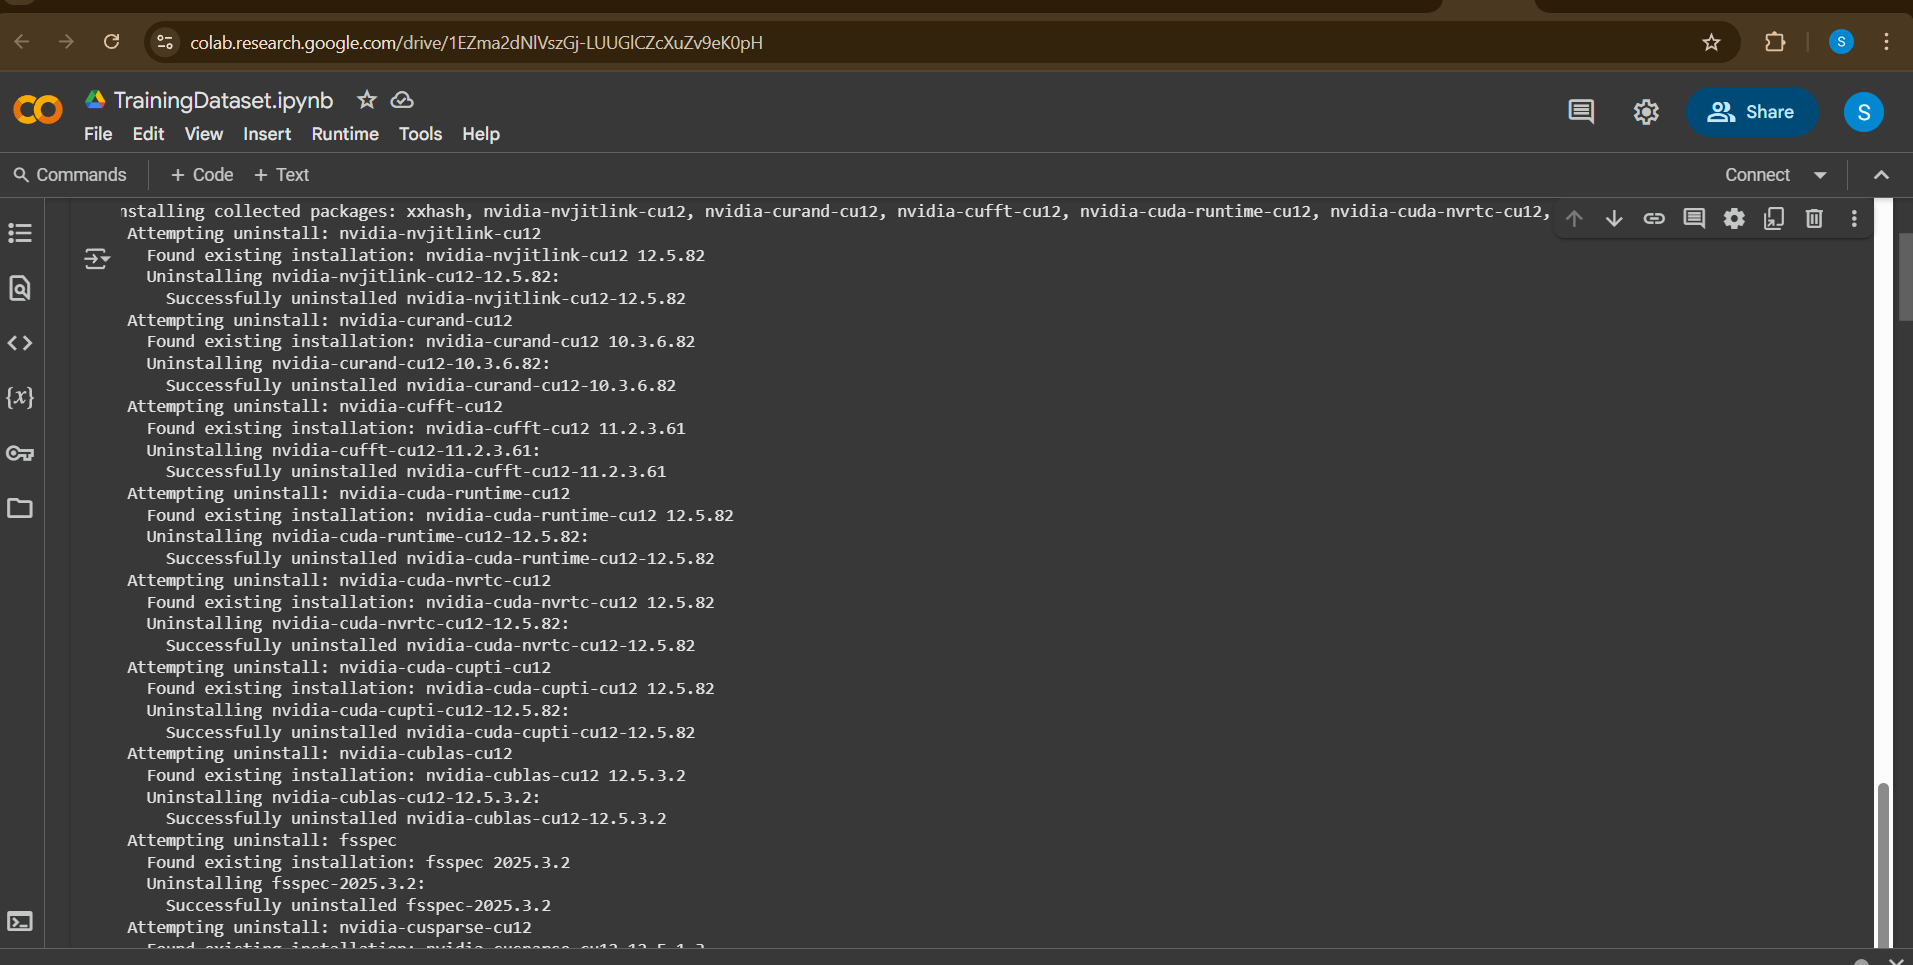 colab.research.google.com/drive/1EZma2dNlVszGj-LUUGlCZcXuZv9eK0pH
S
TrainingDataset.ipynb
File Edit View Insert Runtime Tools Help
Share
S
Commands + Code + Text
Connect
nstalling collected packages: xxhash, nvidia-nvjitlink-cu12, nvidia-curand-cu12, nvidia-cufft-cu12, nvidia-cuda-runtime-cu12, nvidia-cuda-nvrtc-cu12,
Attempting uninstall: nvidia-nvjitlink-cu12
Found existing installation: nvidia-nvjitlink-cu12 12.5.82
Uninstalling nvidia-nvjitlink-cu12-12.5.82:
Successfully uninstalled nvidia-nvjitlink-cu12-12.5.82
Attempting uninstall: nvidia-curand-cu12
Found existing installation: nvidia-curand-cu12 10.3.6.82
Uninstalling nvidia-curand-cu12-10.3.6.82:
Successfully uninstalled nvidia-curand-cu12-10.3.6.82
Attempting uninstall: nvidia-cufft-cu12
Found existing installation: nvidia-cufft-cu12 11.2.3.61
Uninstalling nvidia-cufft-cu12-11.2.3.61:
Successfully uninstalled nvidia-cufft-cu12-11.2.3.61
Attempting uninstall: nvidia-cuda-runtime-cu12
Found existing installation: nvidia-cuda-runtime-cu12 12.5.82
Uninstalling nvidia-cuda-runtime-cu12-12.5.82:
Successfully uninstalled nvidia-cuda-runtime-cu12-12.5.82
Attempting uninstall: nvidia-cuda-nvrtc-cu12
Found existing installation: nvidia-cuda-nvrtc-cu12 12.5.82
Uninstalling nvidia-cuda-nvrtc-cu12-12.5.82:
Successfully uninstalled nvidia-cuda-nvrtc-cu12-12.5.82
Attempting uninstall: nvidia-cuda-cupti-cu12
Found existing installation: nvidia-cuda-cupti-cu12 12.5.82
Uninstalling nvidia-cuda-cupti-cu12-12.5.82:
Successfully uninstalled nvidia-cuda-cupti-cu12-12.5.82
Attempting uninstall: nvidia-cublas-cu12
Found existing installation: nvidia-cublas-cu12 12.5.3.2
Uninstalling nvidia-cublas-cu12-12.5.3.2:
Successfully uninstalled nvidia-cublas-cu12-12.5.3.2
Attempting uninstall: fsspec
Found existing installation: fsspec 2025.3.2
Uninstalling fsspec-2025.3.2:
Successfully uninstalled fsspec-2025.3.2
Attempting uninstall: nvidia-cusparse-cu12
Found existing installation: nvidia-cusparse-cu12 12.5.1.3